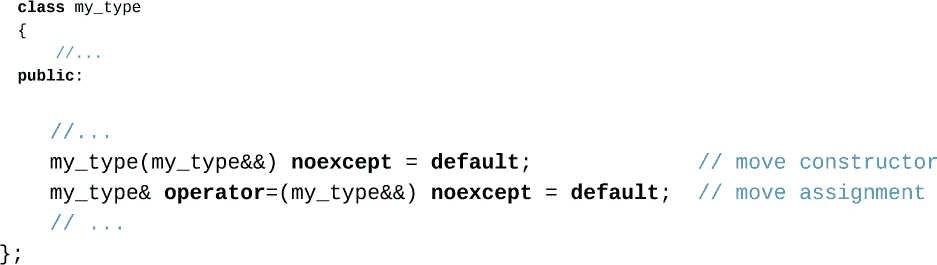 class my_type
{
//...
public:
//...
my_type(my_type&&) noexcept = default; // move constructor
my_type& operator=(my_type&&) noexcept = default; // move assignment
// ...
};